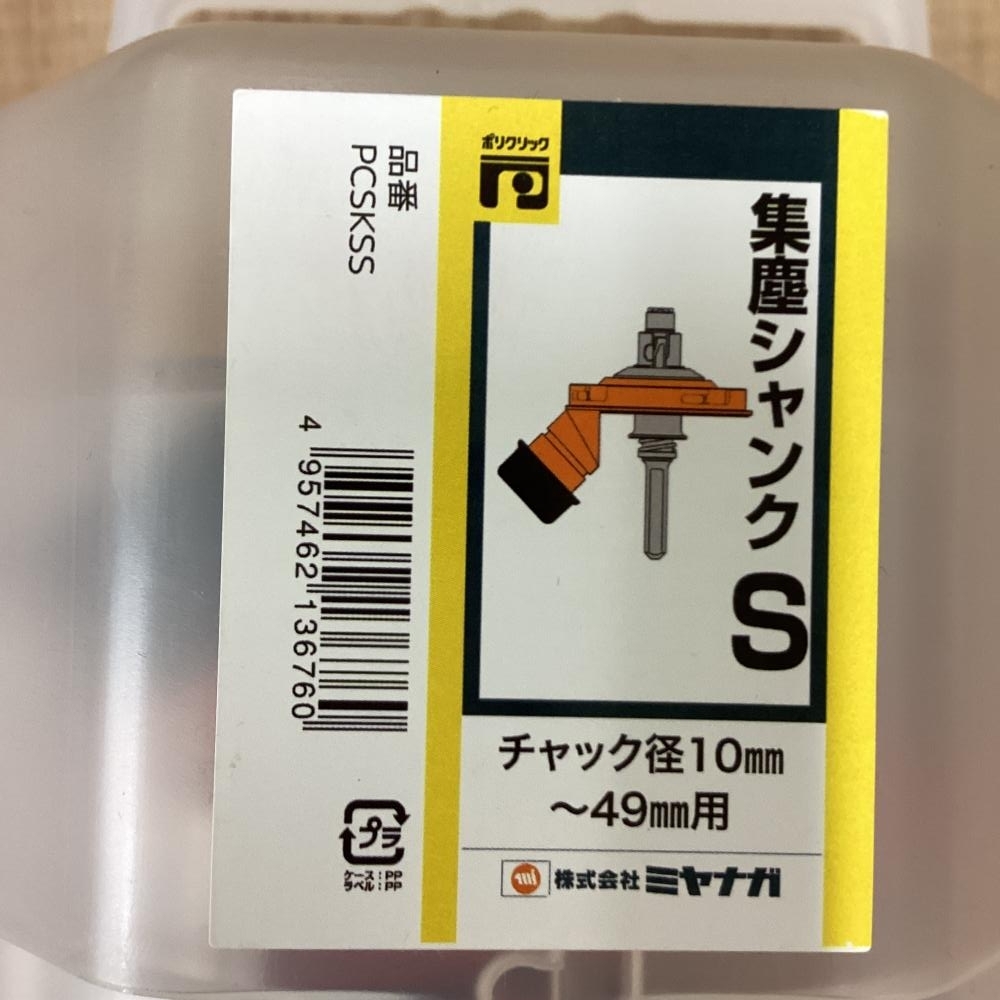 ポリクリック
集塵シャンク S
チャック径10㎜
～49㎜用
株式会社 ミヤナガ
品番
PCSKSS
4 957462 136760
プラ
ケース：PP
ラベル：PP